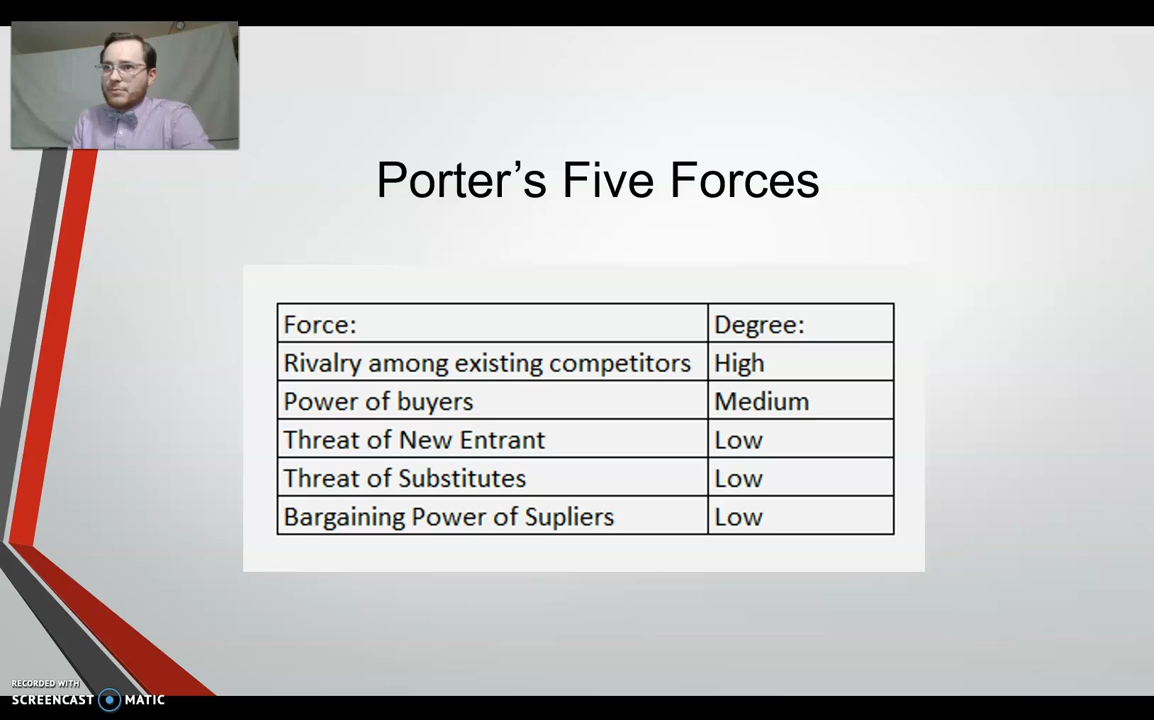 Porter’s Five Forces
Force: Degree:
Rivalry among existing competitors High
Power of buyers Medium
Threat of New Entrant Low
Threat of Substitutes Low
Bargaining Power of Supliers Low
RECORDED WITH
SCREENCAST MATIC